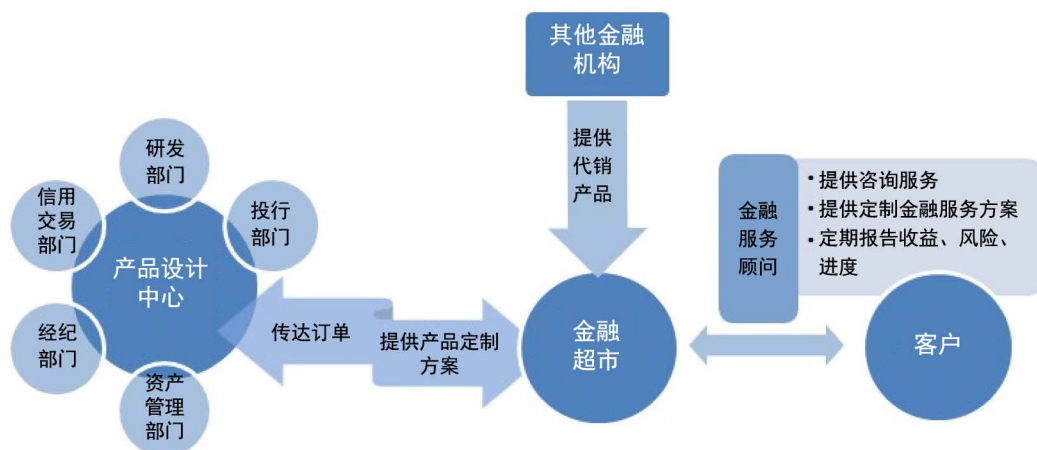 其他金融
机构
提供
代销
产品
研发
部门
信用
交易
部门
投行
部门
产品设计
中心
经纪
部门
资产
管理
部门
传达订单
提供产品定制
方案
金融
超市
金融
服务
顾问
· 提供咨询服务
· 提供定制金融服务方案
· 定期报告收益、风险、
进度
客户